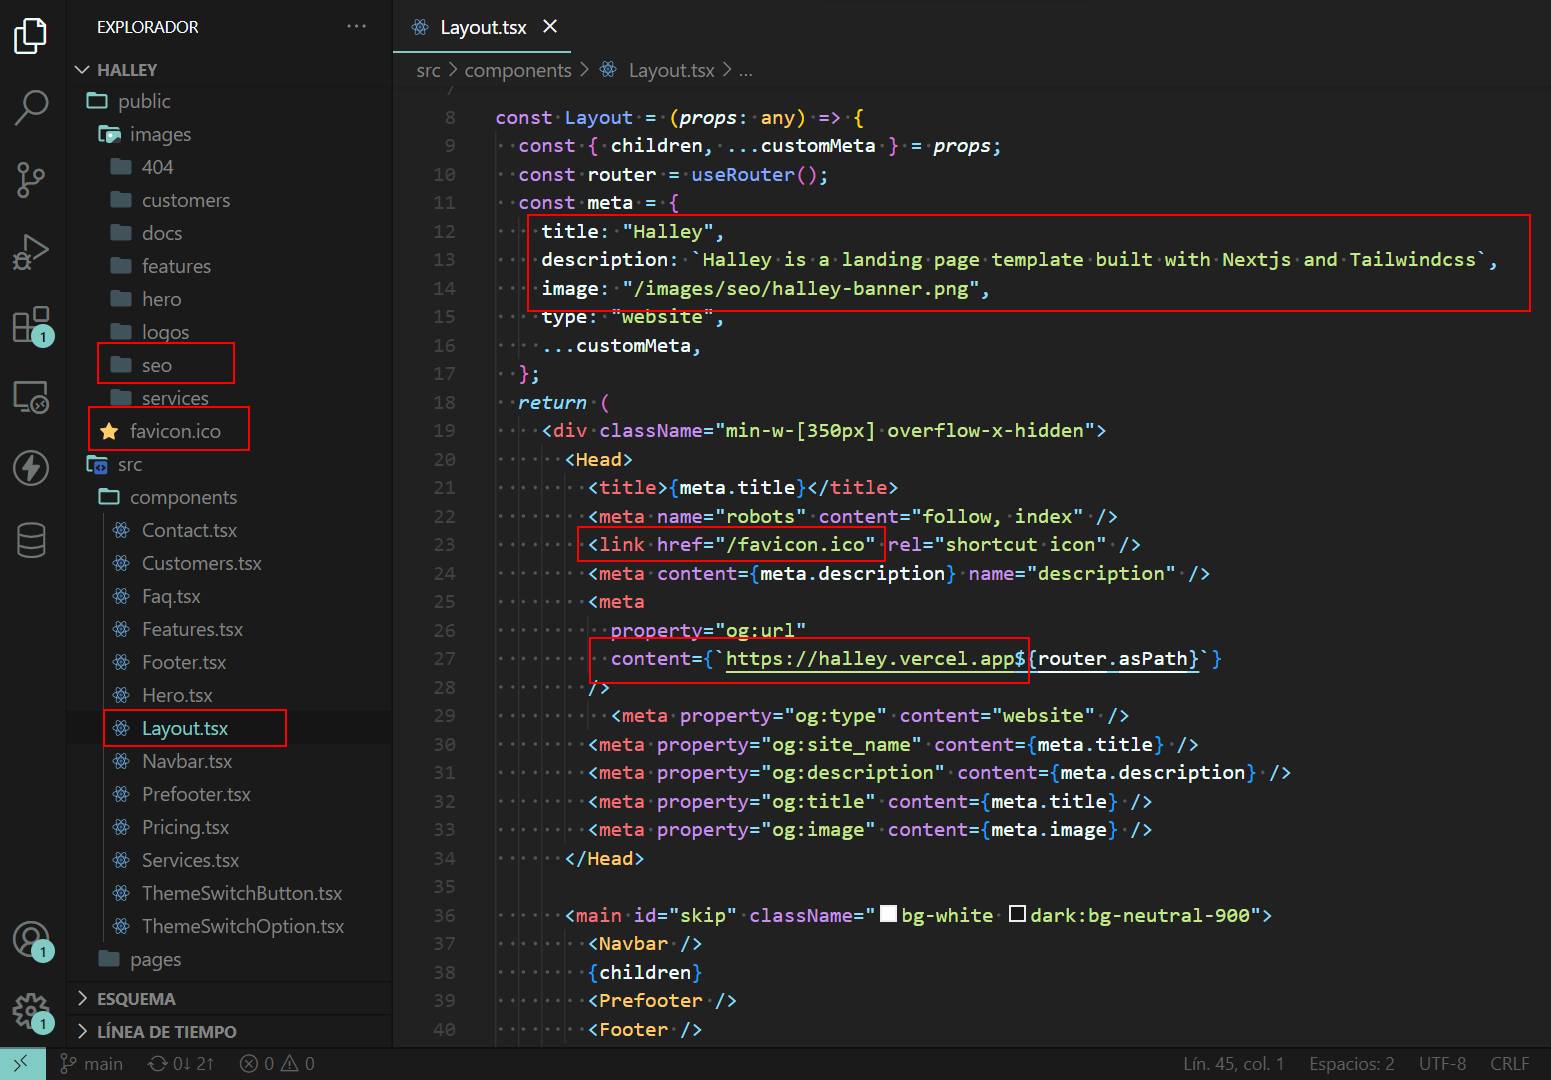 EXPLORADOR
HALLEY
public
images
404
customers
docs
features
hero
logos
seo
services
favicon.ico
src
components
Contact.tsx
Customers.tsx
Faq.tsx
Features.tsx
Footer.tsx
Hero.tsx
Layout.tsx
Navbar.tsx
Prefooter.tsx
Pricing.tsx
Services.tsx
ThemeSwitchButton.tsx
ThemeSwitchOption.tsx
pages
ESQUEMA
LÍNEA DE TIEMPO
1
1
1
Layout.tsx
src > components > Layout.tsx > ...
7
8 const Layout = (props: any) => {
9 const { children, ...customMeta } = props;
10 const router = useRouter();
11 const meta = {
12 title: "Halley",
13 description: `Halley is a landing page template built with Nextjs and Tailwindcss`,
14 image: "/images/seo/halley-banner.png",
15 type: "website",
16 ...customMeta,
17 };
18 return (
19 <div className="min-w-[350px] overflow-x-hidden">
20 <Head>
21 <title>{meta.title}</title>
22 <meta name="robots" content="follow, index" />
23 <link href="/favicon.ico" rel="shortcut icon" />
24 <meta content={meta.description} name="description" />
25 <meta
26 property="og:url"
27 content={`https://halley.vercel.app${router.asPath}`}
28 />
29 <meta property="og:type" content="website" />
30 <meta property="og:site_name" content={meta.title} />
31 <meta property="og:description" content={meta.description} />
32 <meta property="og:title" content={meta.title} />
33 <meta property="og:image" content={meta.image} />
34 </Head>
35
36 <main id="skip" className="bg-white dark:bg-neutral-900">
37 <Navbar />
38 {children}
39 <Prefooter />
40 <Footer />
main 0↓ 2↑ 0 0 Lín. 45, col. 1 Espacios: 2 UTF-8 CRLF